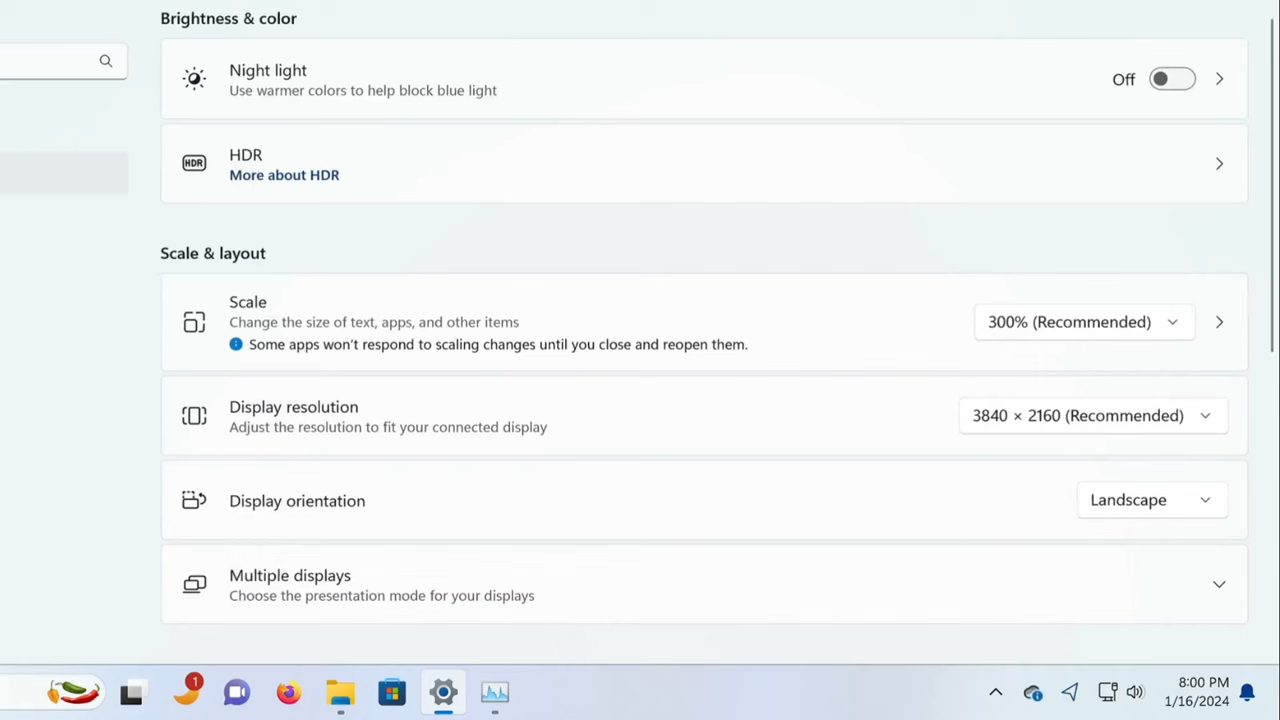 Brightness & color
Night light
Use warmer colors to help block blue light
Off
HDR
HDR
More about HDR
Scale & layout
Scale
Change the size of text, apps, and other items
Some apps won't respond to scaling changes until you close and reopen them.
300% (Recommended)
Display resolution
Adjust the resolution to fit your connected display
3840 × 2160 (Recommended)
Display orientation
Landscape
Multiple displays
Choose the presentation mode for your displays
1
8:00 PM
1/16/2024